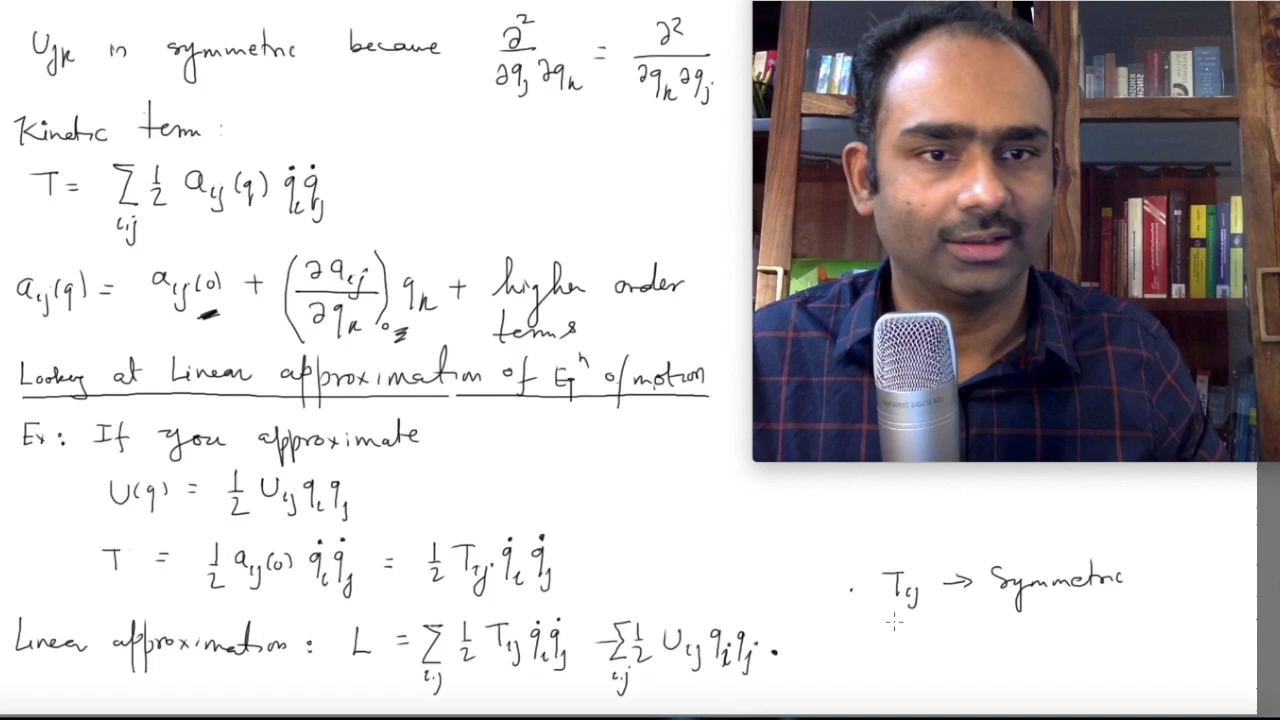 U_jk is symmetric because ∂²/∂q_j ∂q_k = ∂²/∂q_k ∂q_j
Kinetic term :
T = Σ_i,j 1/2 a_ij (q) q̇_i q̇_j
a_ij (q) = a_ij (0) + (∂a_ij/∂q_k)_0 q_k + higher order terms
Looking at Linear approximation of Eqⁿ of motion
Ex : If you approximate
U(q) = 1/2 U_ij q_i q_j
T = 1/2 a_ij (0) q̇_i q̇_j = 1/2 T_ij q̇_i q̇_j
. T_ij → Symmetric
Linear approximation : L = Σ_i,j 1/2 T_ij q̇_i q̇_j – Σ_i,j 1/2 U_ij q_i q_j .